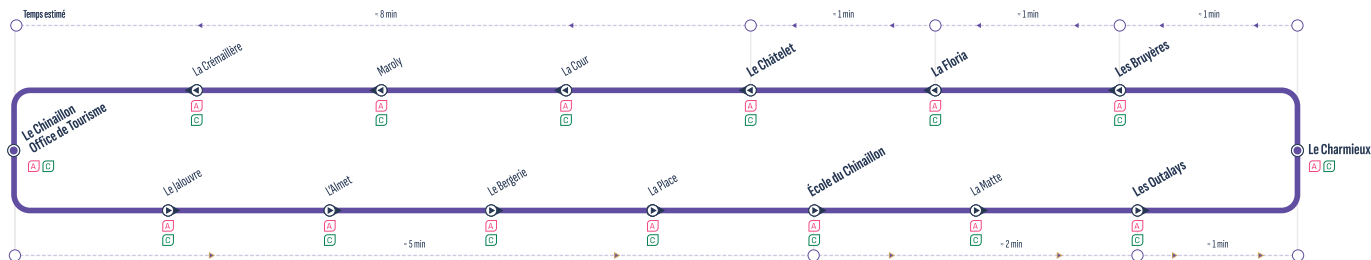 Temps estimé
~ 8 min
~ 1 min
~ 1 min
~ 1 min
La Crémaillère
Maroly
La Cour
Le Châtelet
La Floria
Les Bruyères
A
A
A
A
A
A
C
C
C
C
C
C
Le Chinaillon
Office de Tourisme
A C
Le Charmieux
A C
Le Jalouvre
L'Almet
Le Bergerie
La Place
École du Chinaillon
La Matte
Les Outalays
A
A
A
A
A
A
A
C
C
C
C
C
C
C
~ 5 min
~ 2 min
~ 1 min